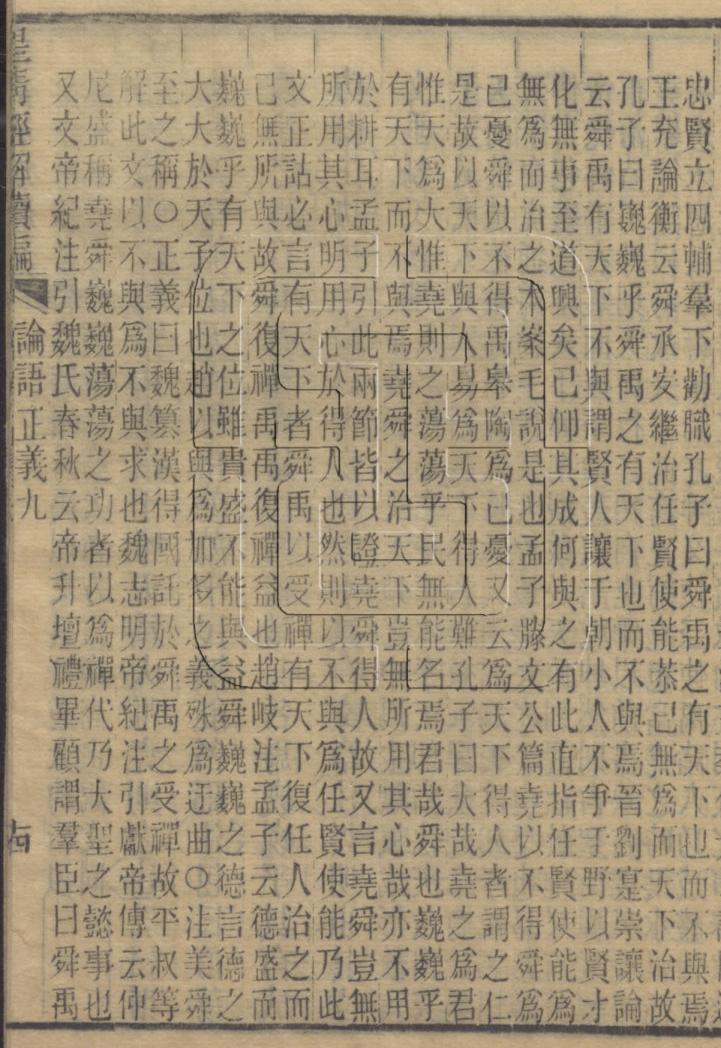 忠賢立四輔羣下勸職孔子曰舜禹之有天下也而不與焉
王充論衡云舜承安繼治任賢使能恭己無為而天下治故
孔子曰巍巍乎舜禹之有天下也而不與焉晉劉寔崇讓論
云舜禹有天下不與謂賢人讓于朝小人不爭于野以賢才
化無事至道興矣己仰其成何與之有此直指任賢使能為
無為而治之本案毛說是也孟子滕文公篇堯以不得舜為
己憂舜以不得禹皋陶為己憂又云為天下得人者謂之仁
是故以天下與人易為天下得人難孔子曰大哉堯之為君
惟天為大惟堯則之蕩蕩乎民無能名焉君哉舜也巍巍乎
有天下而不與焉堯舜之治天下豈無所用其心哉亦不用
於耕耳孟子引此兩節皆以證堯舜得人故又言堯舜豈無
所用其心明用心於得人也然則以不與為任賢使能乃此
文正詁必言有天下者舜禹以受禪有天下復任人治之而
己無所與故舜復禪禹禹復禪益也趙岐注孟子云德盛而
巍巍乎有天下之位雖貴盛不能與益舜巍巍之德言德之
大大於天子位也趙以與為加多之義殊為迂曲○注美舜
至之稱○正義曰魏篡漢得國託於舜禹之受禪故平叔等
解此文以不與為不與求也魏志明帝紀注引獻帝傳云仲
尼盛稱堯舜巍巍蕩蕩之功者以為禪代乃大聖之懿事也
又文帝紀注引魏氏春秋云帝升壇禮畢顧謂羣臣曰舜禹
皇清經解續編 論語正義九 古